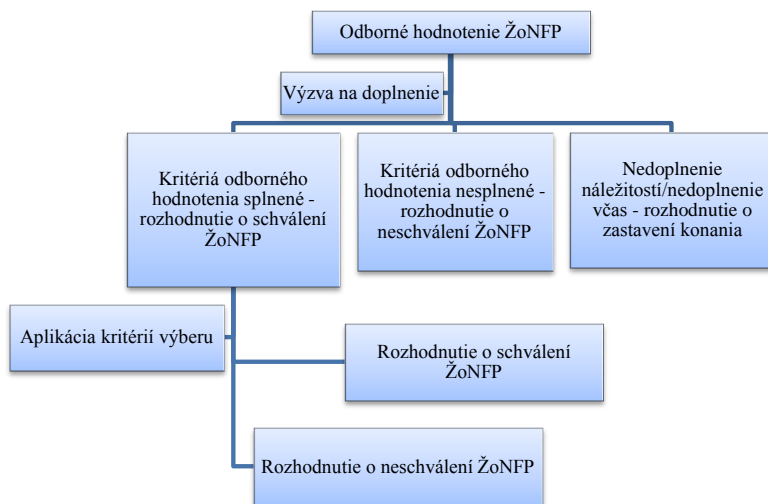 Odborné hodnotenie ŽoNFP
Výzva na doplnenie
Kritériá odborného
hodnotenia splnené -
rozhodnutie o schválení
ŽoNFP
Kritériá odborného
hodnotenia nesplnené -
rozhodnutie o
neschválení ŽoNFP
Nedoplnenie
náležitostí/nedoplnenie
včas - rozhodnutie o
zastavení konania
Aplikácia kritérií výberu
Rozhodnutie o schválení
ŽoNFP
Rozhodnutie o neschválení ŽoNFP